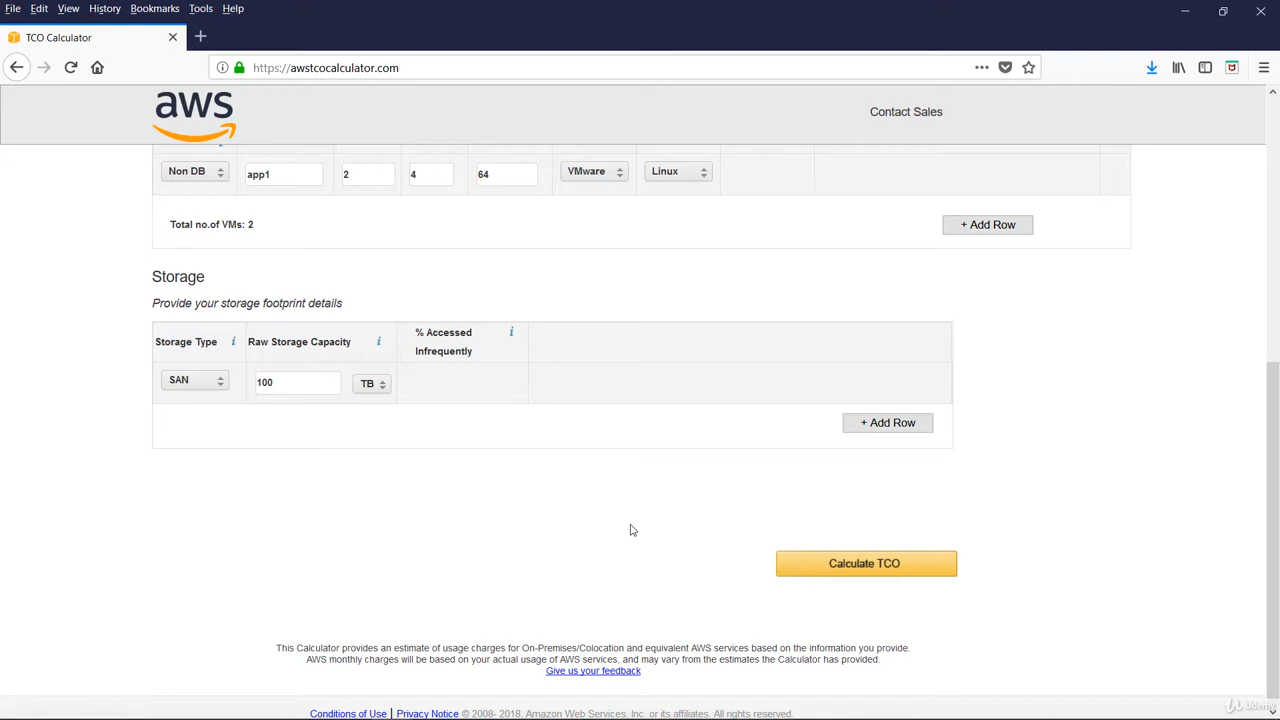 File Edit View History Bookmarks Tools Help
TCO Calculator
https://awstcocalculator.com
aws
Contact Sales
Non DB app1 2 4 64 VMware Linux
Total no.of VMs: 2
+ Add Row
Storage
Provide your storage footprint details
Storage Type i Raw Storage Capacity i % Accessed Infrequently i
SAN 100 TB
+ Add Row
Calculate TCO
This Calculator provides an estimate of usage charges for On-Premises/Colocation and equivalent AWS services based on the information you provide.
AWS monthly charges will be based on your actual usage of AWS services, and may vary from the estimates the Calculator has provided.
Give us your feedback
Conditions of Use | Privacy Notice © 2008- 2018, Amazon Web Services, Inc. or its affiliates. All rights reserved.
Udemy